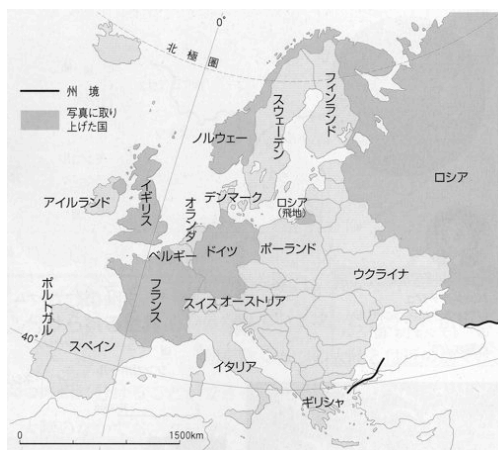 0°
北極圏
州 境
写真に取り
上げた国
ノルウェー
スウェーデン
フィンランド
ロシア
アイルランド
イギリス
オランダ
デンマーク
ロシア
(飛地)
ベルギー
ドイツ
ポーランド
ウクライナ
フランス
スイス
オーストリア
ポルトガル
40°
スペイン
イタリア
ギリシャ
0
1500km